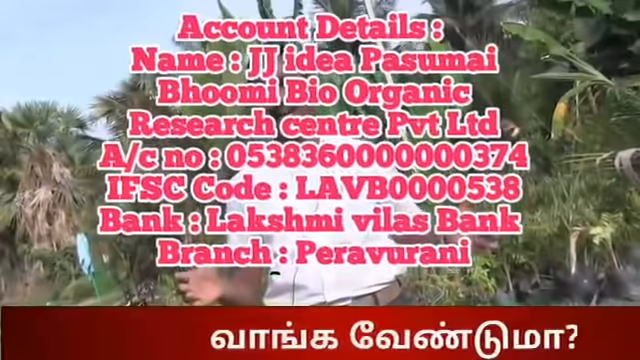 Account Details :
Name : JJ idea Pasumai
Bhoomi Bio Organic
Research centre Pvt Ltd
A/c no : 0538360000000374
IFSC Code : LAVB0000538
Bank : Lakshmi vilas Bank
Branch : Peravurani
வாங்க வேண்டுமா?